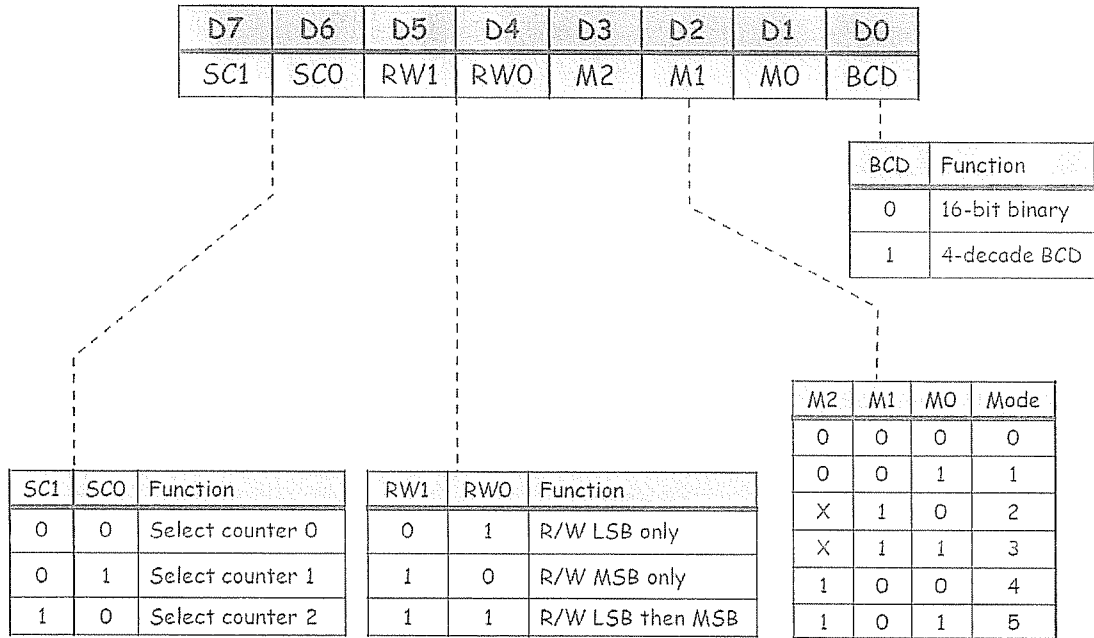 D7 D6 D5 D4 D3 D2 D1 D0
SC1 SC0 RW1 RW0 M2 M1 M0 BCD
BCD Function
0 16-bit binary
1 4-decade BCD
M2 M1 M0 Mode
0 0 0 0
0 0 1 1
X 1 0 2
X 1 1 3
1 0 0 4
1 0 1 5
SC1 SC0 Function
0 0 Select counter 0
0 1 Select counter 1
1 0 Select counter 2
RW1 RW0 Function
0 1 R/W LSB only
1 0 R/W MSB only
1 1 R/W LSB then MSB